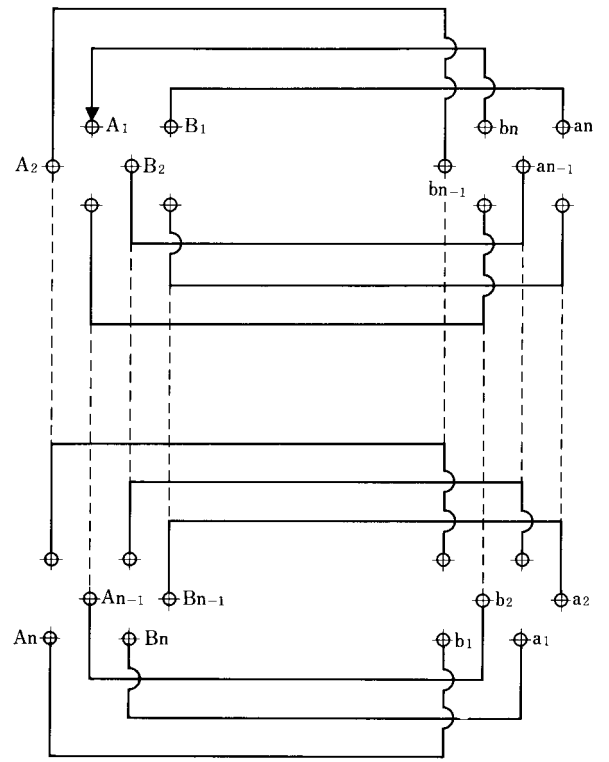 A₁ B₁ bn an
A₂ B₂ bn₋₁ an₋₁
An₋₁ Bn₋₁ b₂ a₂
An Bn b₁ a₁